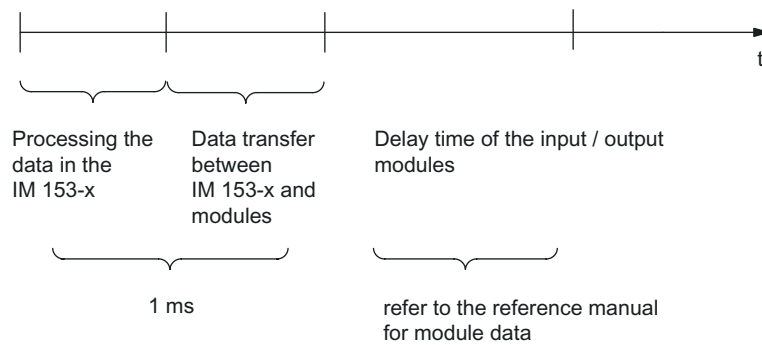 t
Processing the
data in the
IM 153-x
Data transfer
between
IM 153-x and
modules
Delay time of the input / output
modules
1 ms
refer to the reference manual
for module data